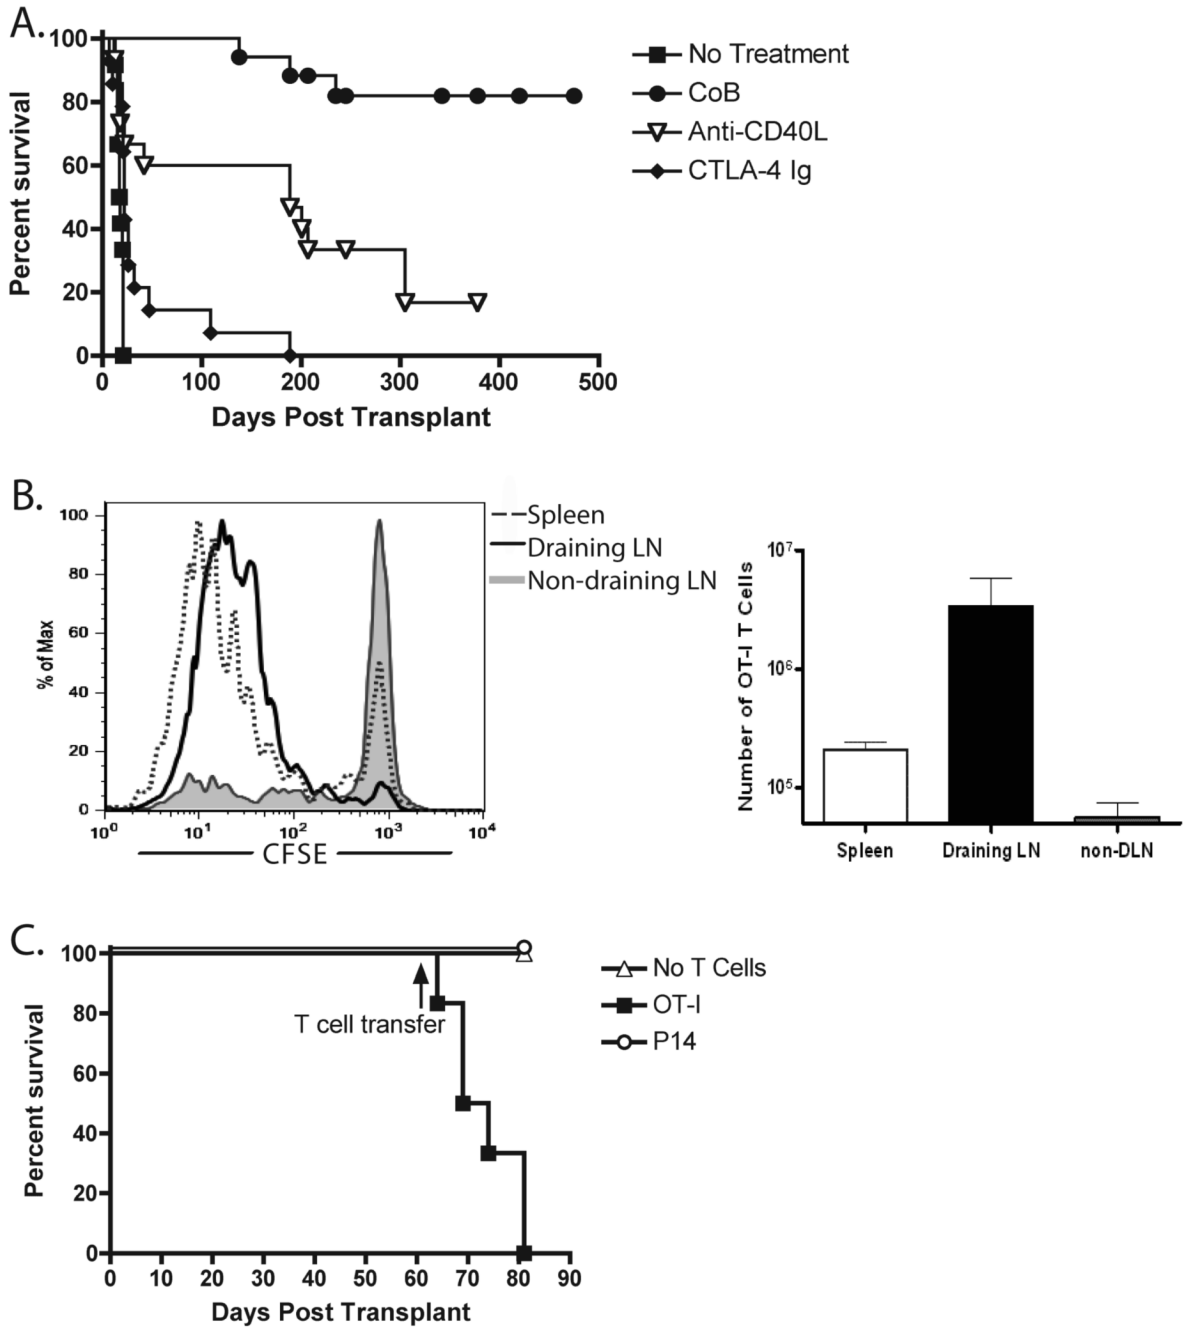 A.
100
80
60
40
20
0
Percent survival
0 100 200 300 400 500
Days Post Transplant
No Treatment
CoB
Anti-CD40L
CTLA-4 Ig
B.
100
80
60
40
20
0
% of Max
10⁰ 10¹ 10² 10³ 10⁴
CFSE
Spleen
Draining LN
Non-draining LN
Number of OT-I T Cells
10⁷
10⁶
10⁵
Spleen Draining LN non-DLN
C.
100
80
60
40
20
0
Percent survival
T cell transfer
0 10 20 30 40 50 60 70 80 90
Days Post Transplant
No T Cells
OT-I
P14